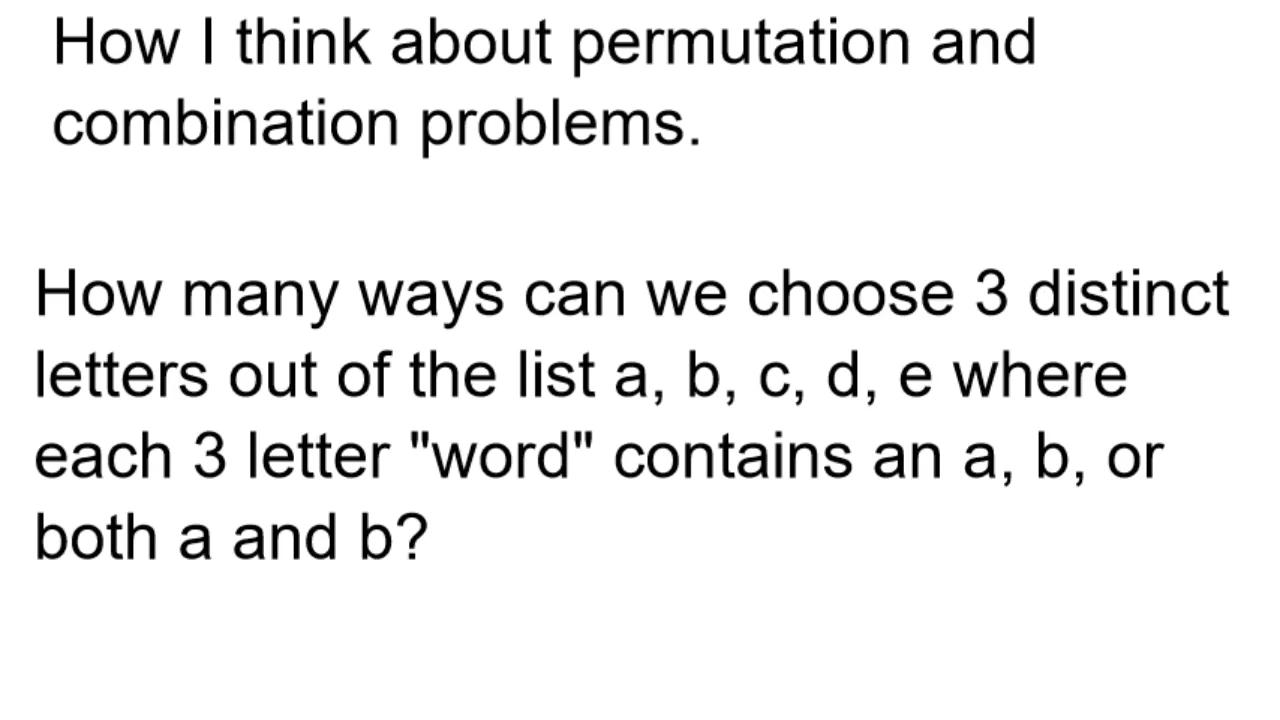 How I think about permutation and
combination problems.
How many ways can we choose 3 distinct
letters out of the list a, b, c, d, e where
each 3 letter "word" contains an a, b, or
both a and b?